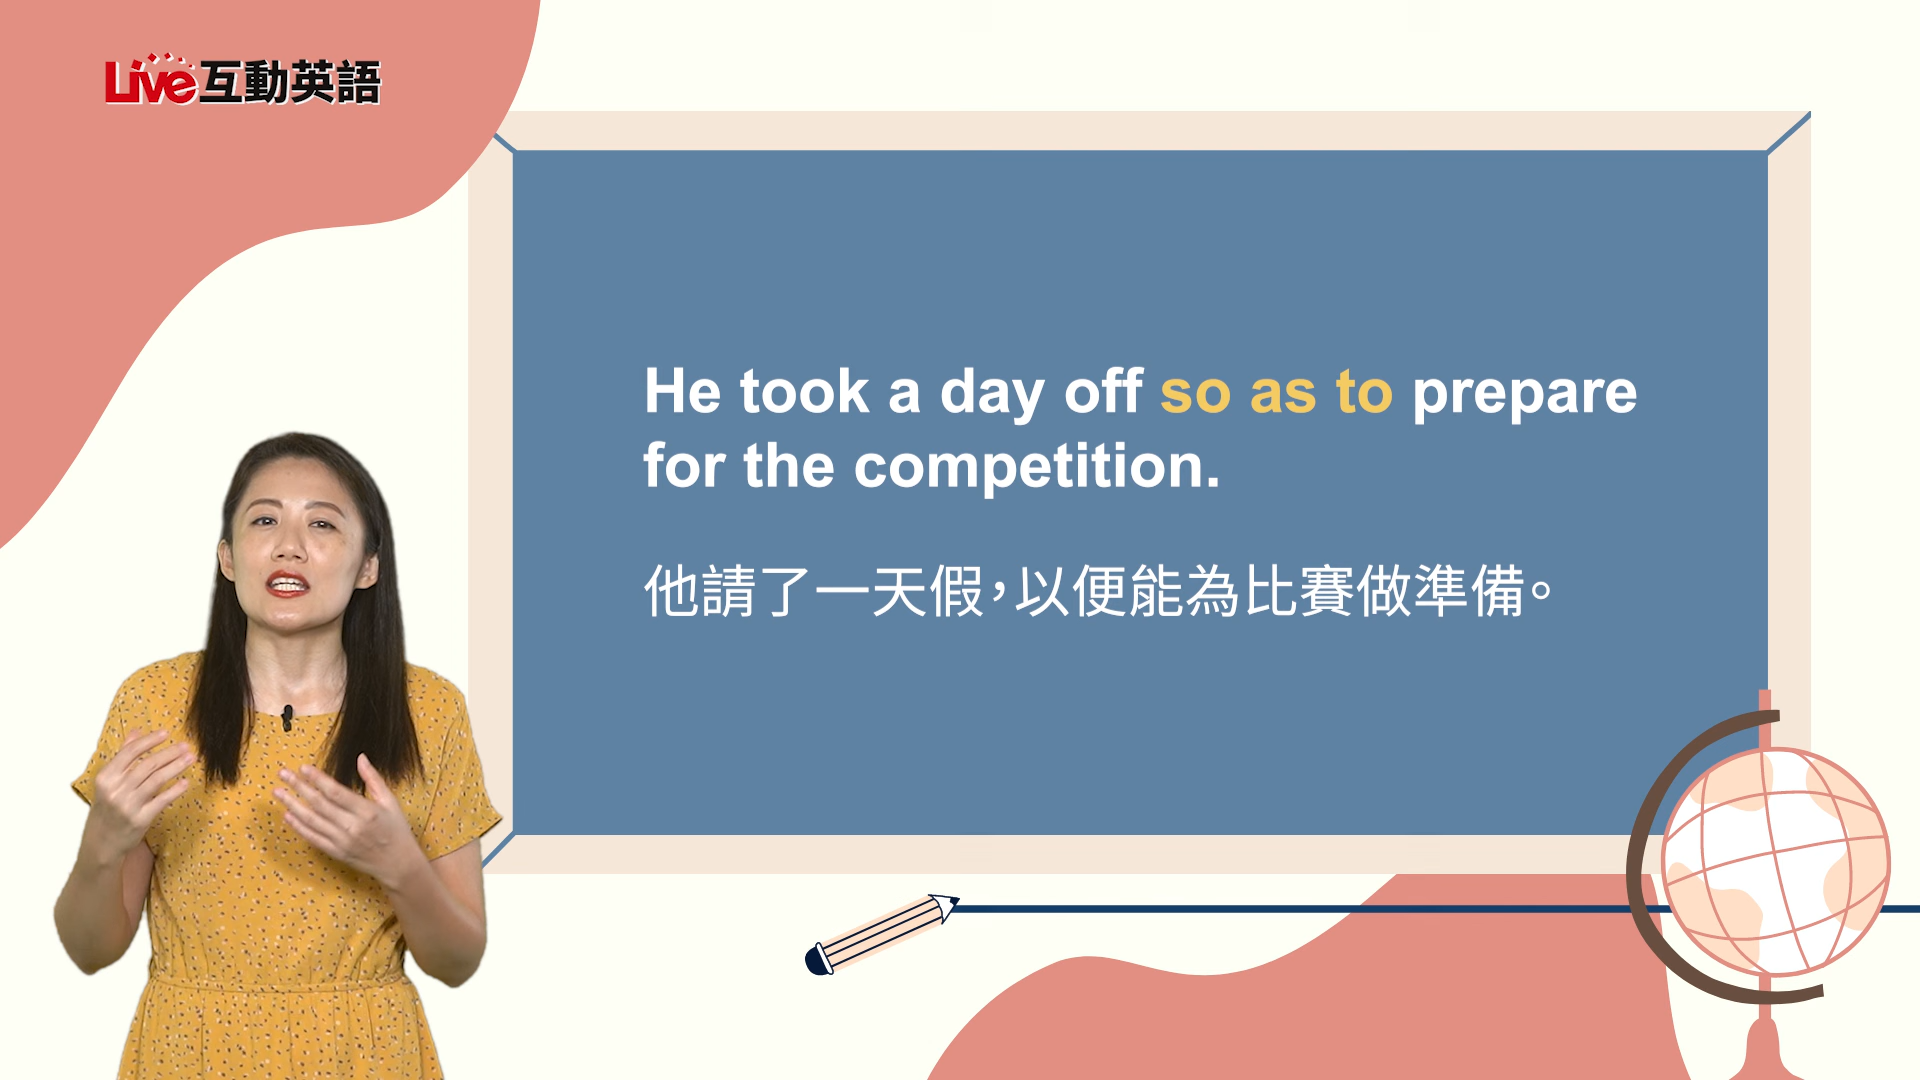 Live互動英語
He took a day off so as to prepare
for the competition.
他請了一天假，以便能為比賽做準備。